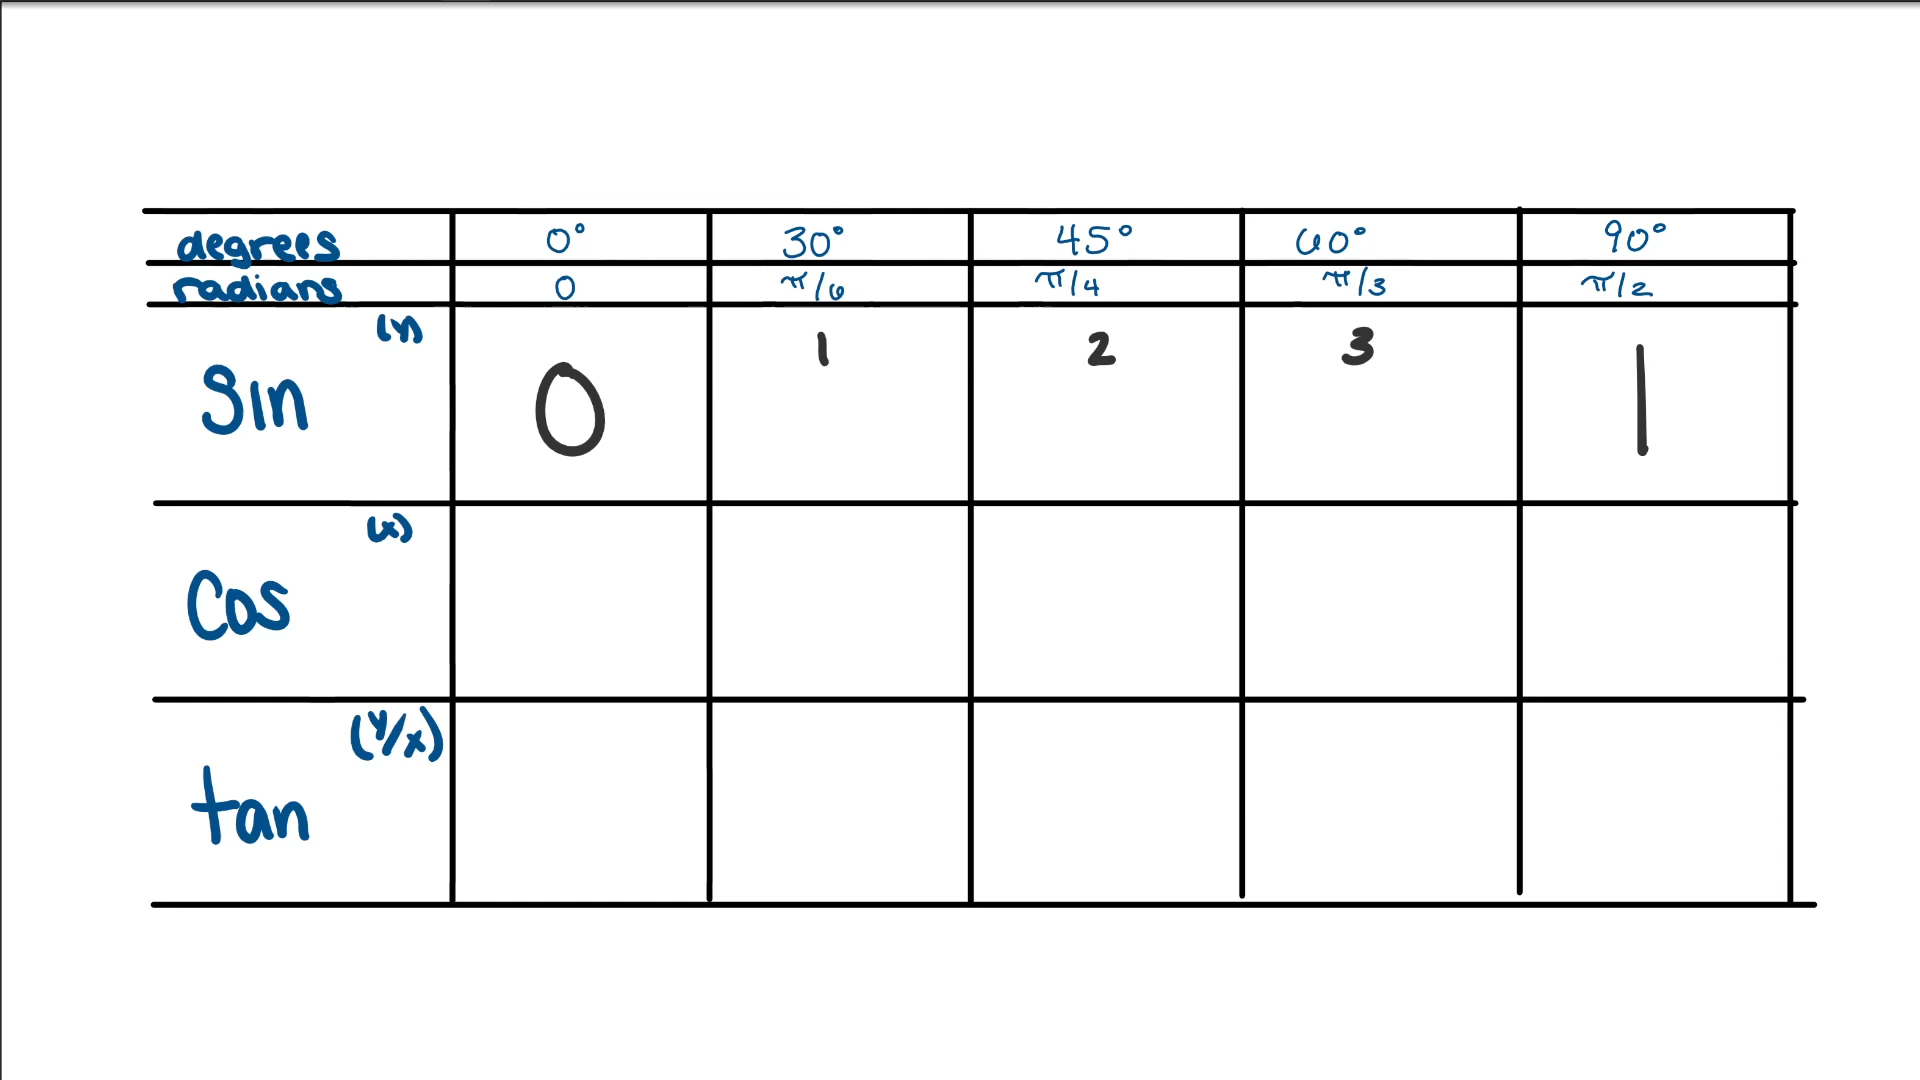 degrees 0° 30° 45° 60° 90°
radians 0 π/6 π/4 π/3 π/2
(y)
Sin 0 1 2 3 1
(x)
Cos
(y/x)
tan